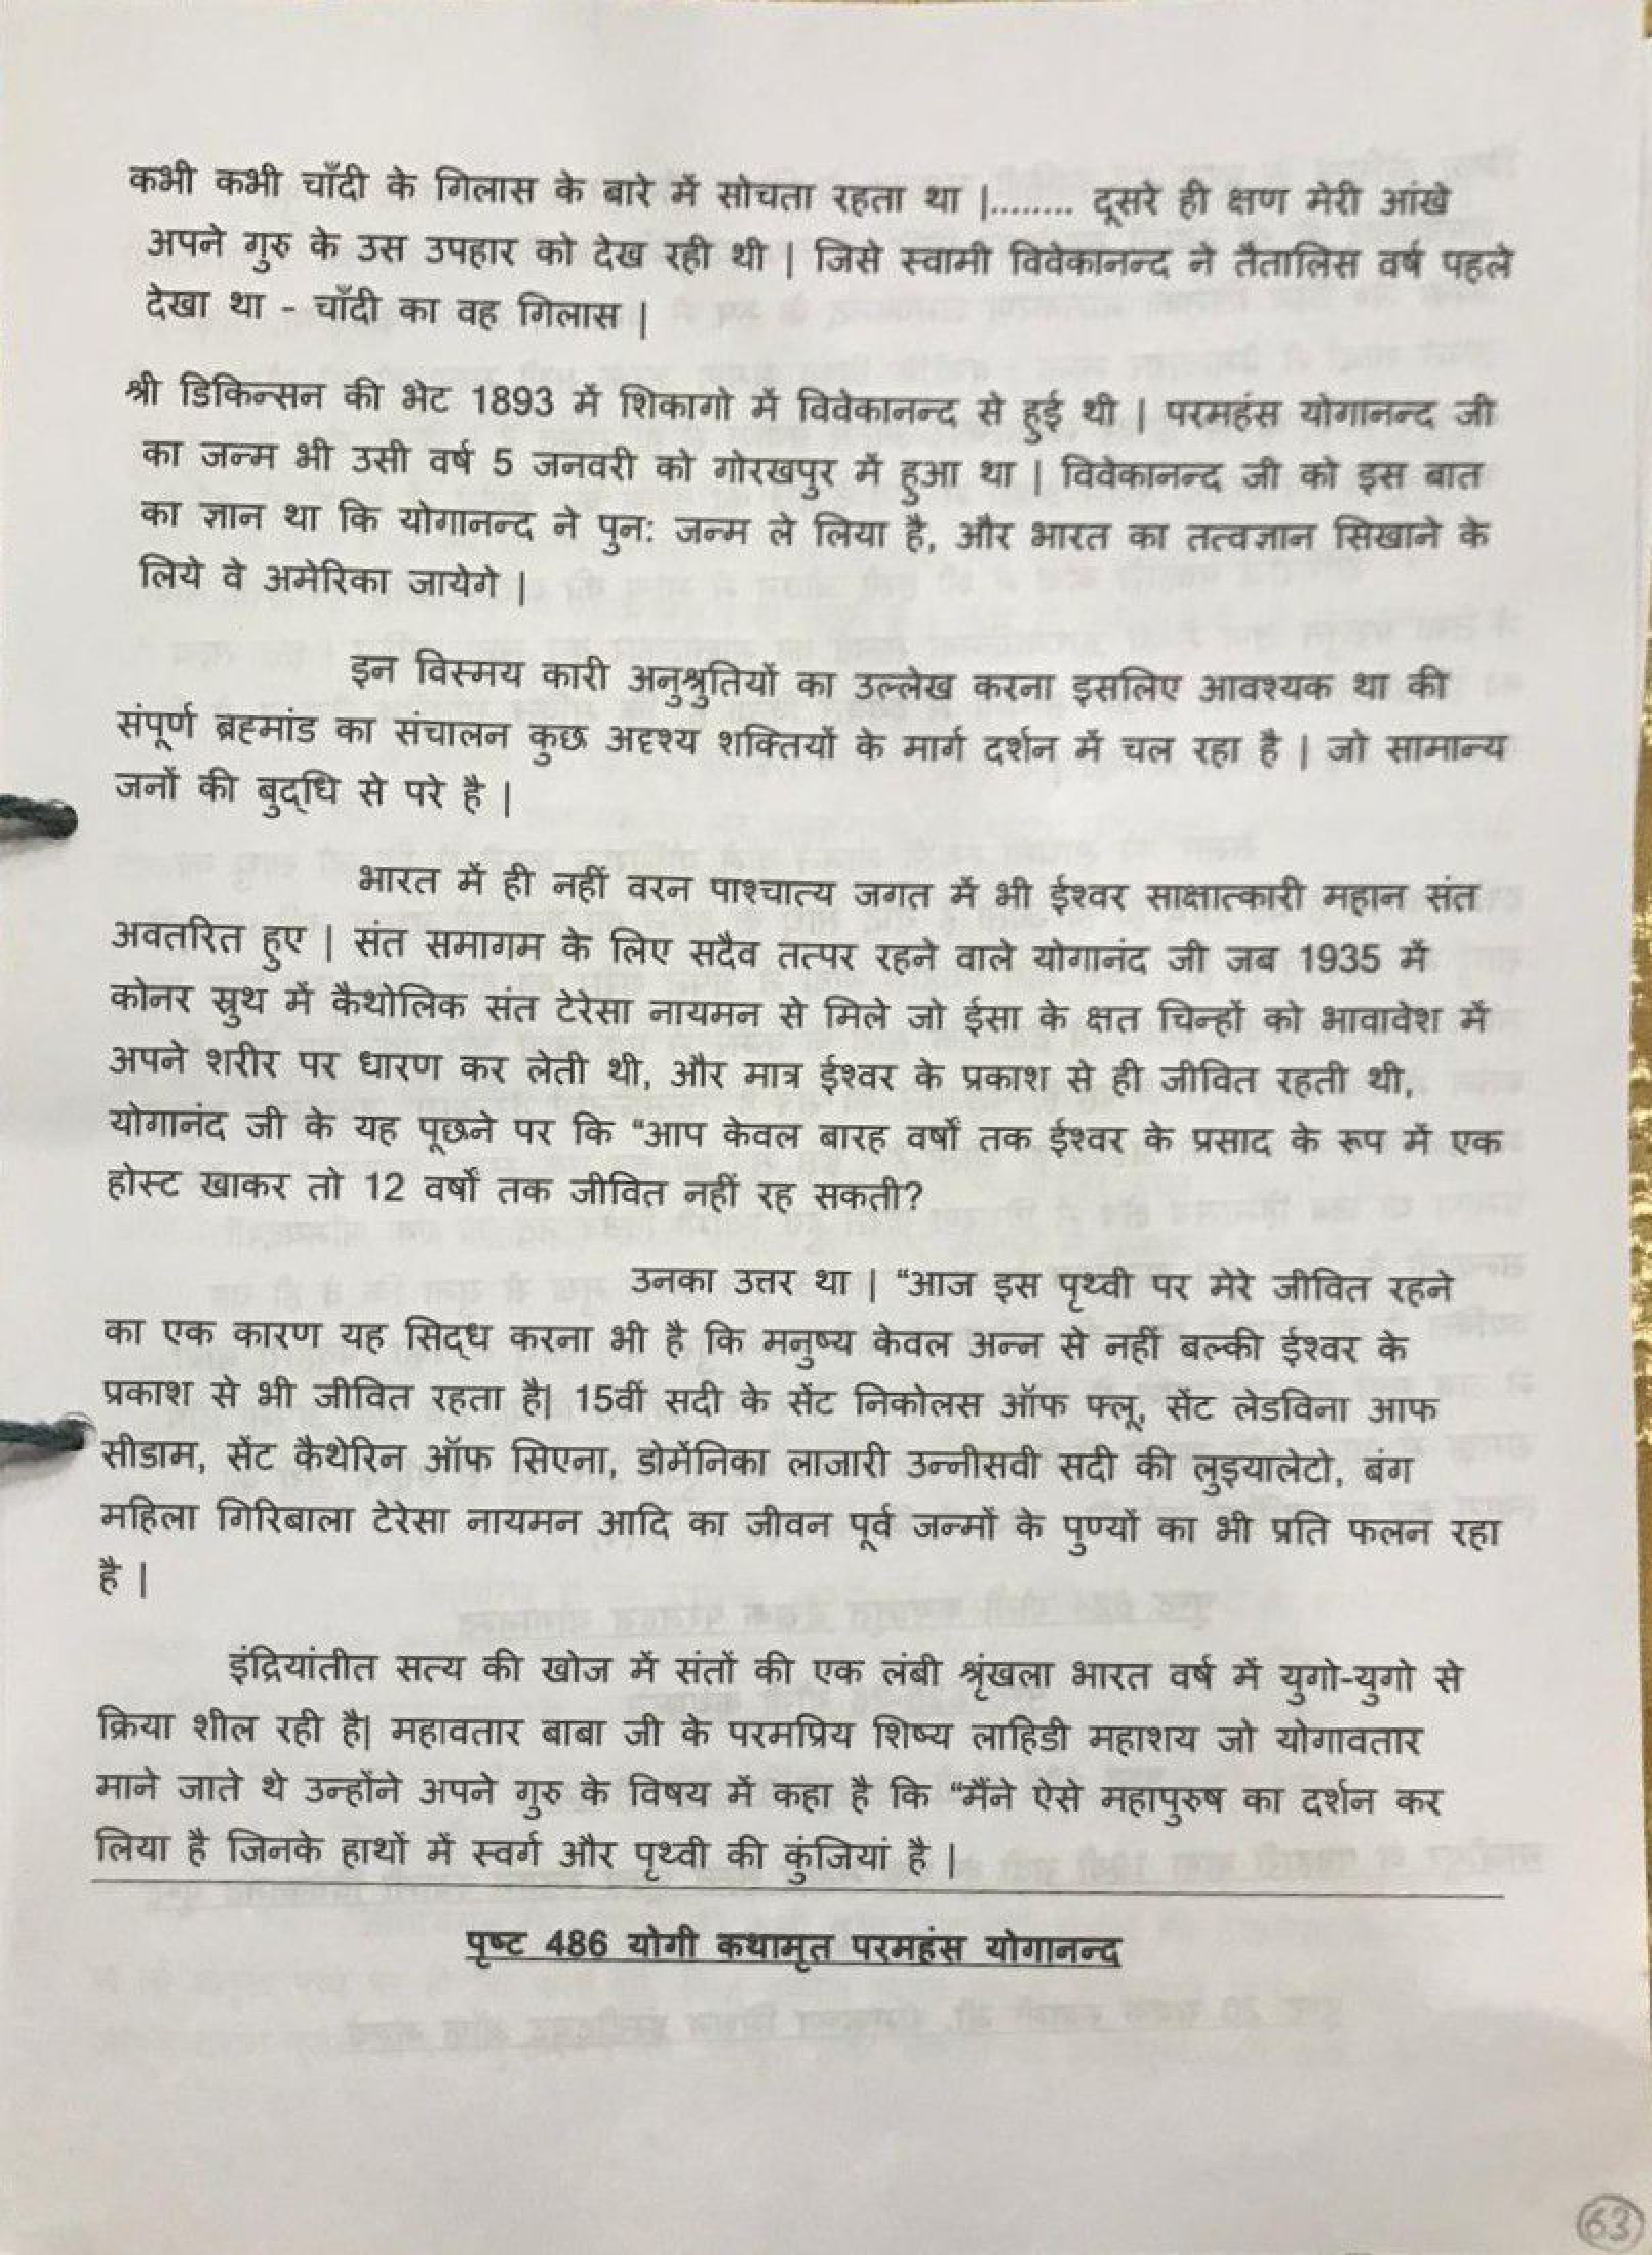 कभी कभी चाँदी के गिलास के बारे में सोचता रहता था |........ दूसरे ही क्षण मेरी आंखे
अपने गुरु के उस उपहार को देख रही थी | जिसे स्वामी विवेकानन्द ने तैतालिस वर्ष पहले
देखा था - चाँदी का वह गिलास |
श्री डिकिन्सन की भेट 1893 में शिकागो में विवेकानन्द से हुई थी | परमहंस योगानन्द जी
का जन्म भी उसी वर्ष 5 जनवरी को गोरखपुर में हुआ था | विवेकानन्द जी को इस बात
का ज्ञान था कि योगानन्द ने पुन: जन्म ले लिया है, और भारत का तत्वज्ञान सिखाने के
लिये वे अमेरिका जायेगे |
इन विस्मय कारी अनुश्रुतियों का उल्लेख करना इसलिए आवश्यक था की
संपूर्ण ब्रह्मांड का संचालन कुछ अदृश्य शक्तियों के मार्ग दर्शन में चल रहा है | जो सामान्य
जनों की बुद्धि से परे है |
भारत में ही नहीं वरन पाश्चात्य जगत में भी ईश्वर साक्षात्कारी महान संत
अवतरित हुए | संत समागम के लिए सदैव तत्पर रहने वाले योगानंद जी जब 1935 में
कोनर स्रुथ में कैथोलिक संत टेरेसा नायमन से मिले जो ईसा के क्षत चिन्हों को भावावेश में
अपने शरीर पर धारण कर लेती थी, और मात्र ईश्वर के प्रकाश से ही जीवित रहती थी,
योगानंद जी के यह पूछने पर कि “आप केवल बारह वर्षों तक ईश्वर के प्रसाद के रूप में एक
होस्ट खाकर तो 12 वर्षों तक जीवित नहीं रह सकती?
उनका उत्तर था | “आज इस पृथ्वी पर मेरे जीवित रहने
का एक कारण यह सिद्ध करना भी है कि मनुष्य केवल अन्न से नहीं बल्की ईश्वर के
प्रकाश से भी जीवित रहता है| 15वीं सदी के सेंट निकोलस ऑफ फ्लू, सेंट लेडविना आफ
सीडाम, सेंट कैथेरिन ऑफ सिएना, डोमेंनिका लाजारी उन्नीसवी सदी की लुइयालेटो, बंग
महिला गिरिबाला टेरेसा नायमन आदि का जीवन पूर्व जन्मों के पुण्यों का भी प्रति फलन रहा
है |
इंद्रियांतीत सत्य की खोज में संतों की एक लंबी श्रृंखला भारत वर्ष में युगो-युगो से
क्रिया शील रही है| महावतार बाबा जी के परमप्रिय शिष्य लाहिडी महाशय जो योगावतार
माने जाते थे उन्होंने अपने गुरु के विषय में कहा है कि “मैंने ऐसे महापुरुष का दर्शन कर
लिया है जिनके हाथों में स्वर्ग और पृथ्वी की कुंजियां है |
पृष्ट 486 योगी कथामृत परमहंस योगानन्द
63